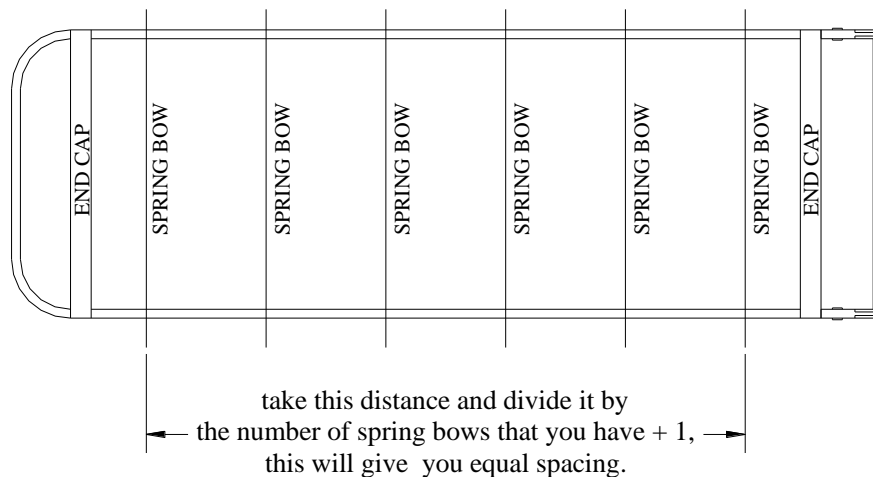 END CAP
SPRING BOW
SPRING BOW
SPRING BOW
SPRING BOW
SPRING BOW
SPRING BOW
END CAP
take this distance and divide it by
the number of spring bows that you have + 1,
this will give you equal spacing.